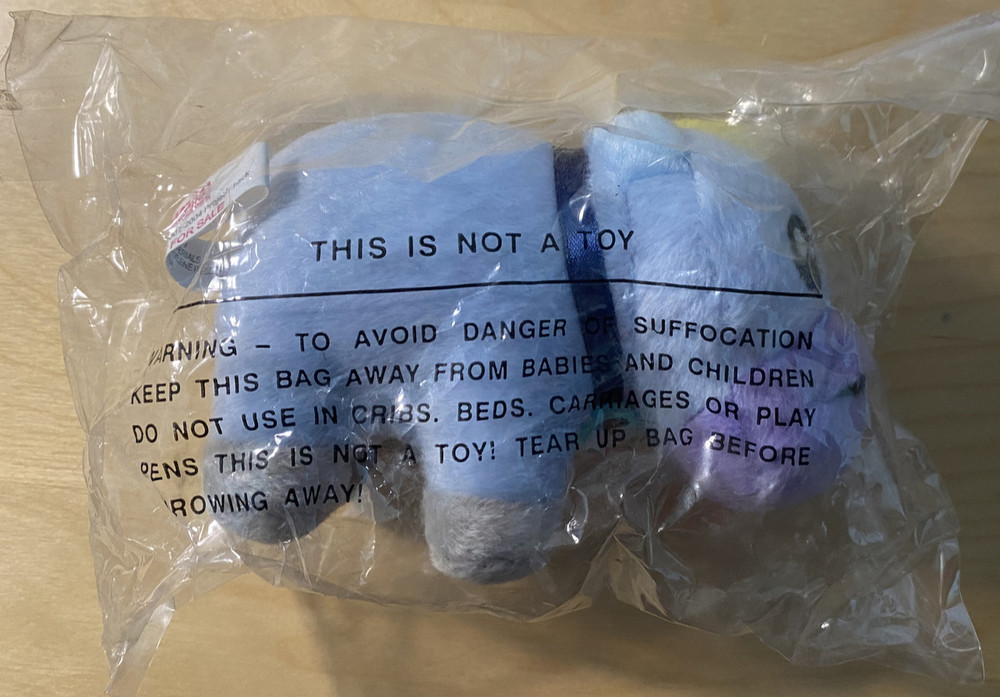 THIS IS NOT A TOY
WARNING – TO AVOID DANGER OF SUFFOCATION
KEEP THIS BAG AWAY FROM BABIES AND CHILDREN
DO NOT USE IN CRIBS. BEDS. CARRIAGES OR PLAY
PENS THIS IS NOT A TOY! TEAR UP BAG BEFORE
ROWING AWAY!
FOR SALE